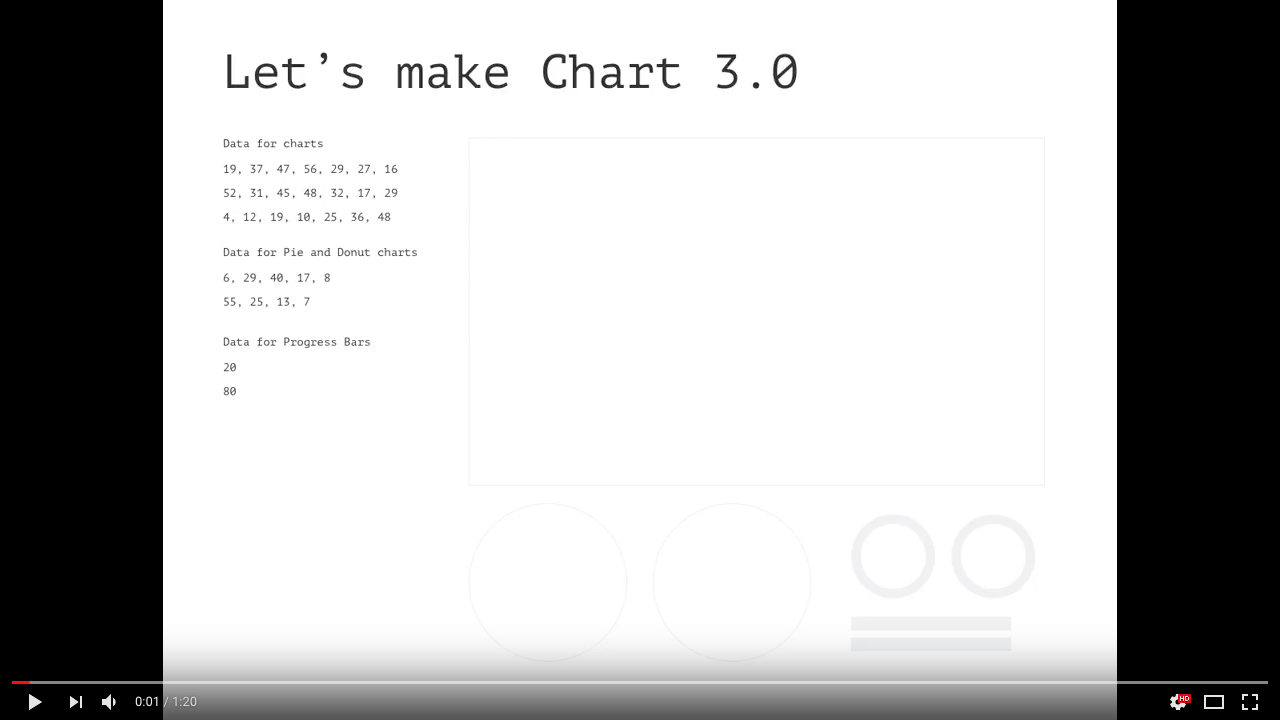 Let's make Chart 3.0
Data for charts
19, 37, 47, 56, 29, 27, 16
52, 31, 45, 48, 32, 17, 29
4, 12, 19, 10, 25, 36, 48
Data for Pie and Donut charts
6, 29, 40, 17, 8
55, 25, 13, 7
Data for Progress Bars
20
80
0:01 / 1:20
HD